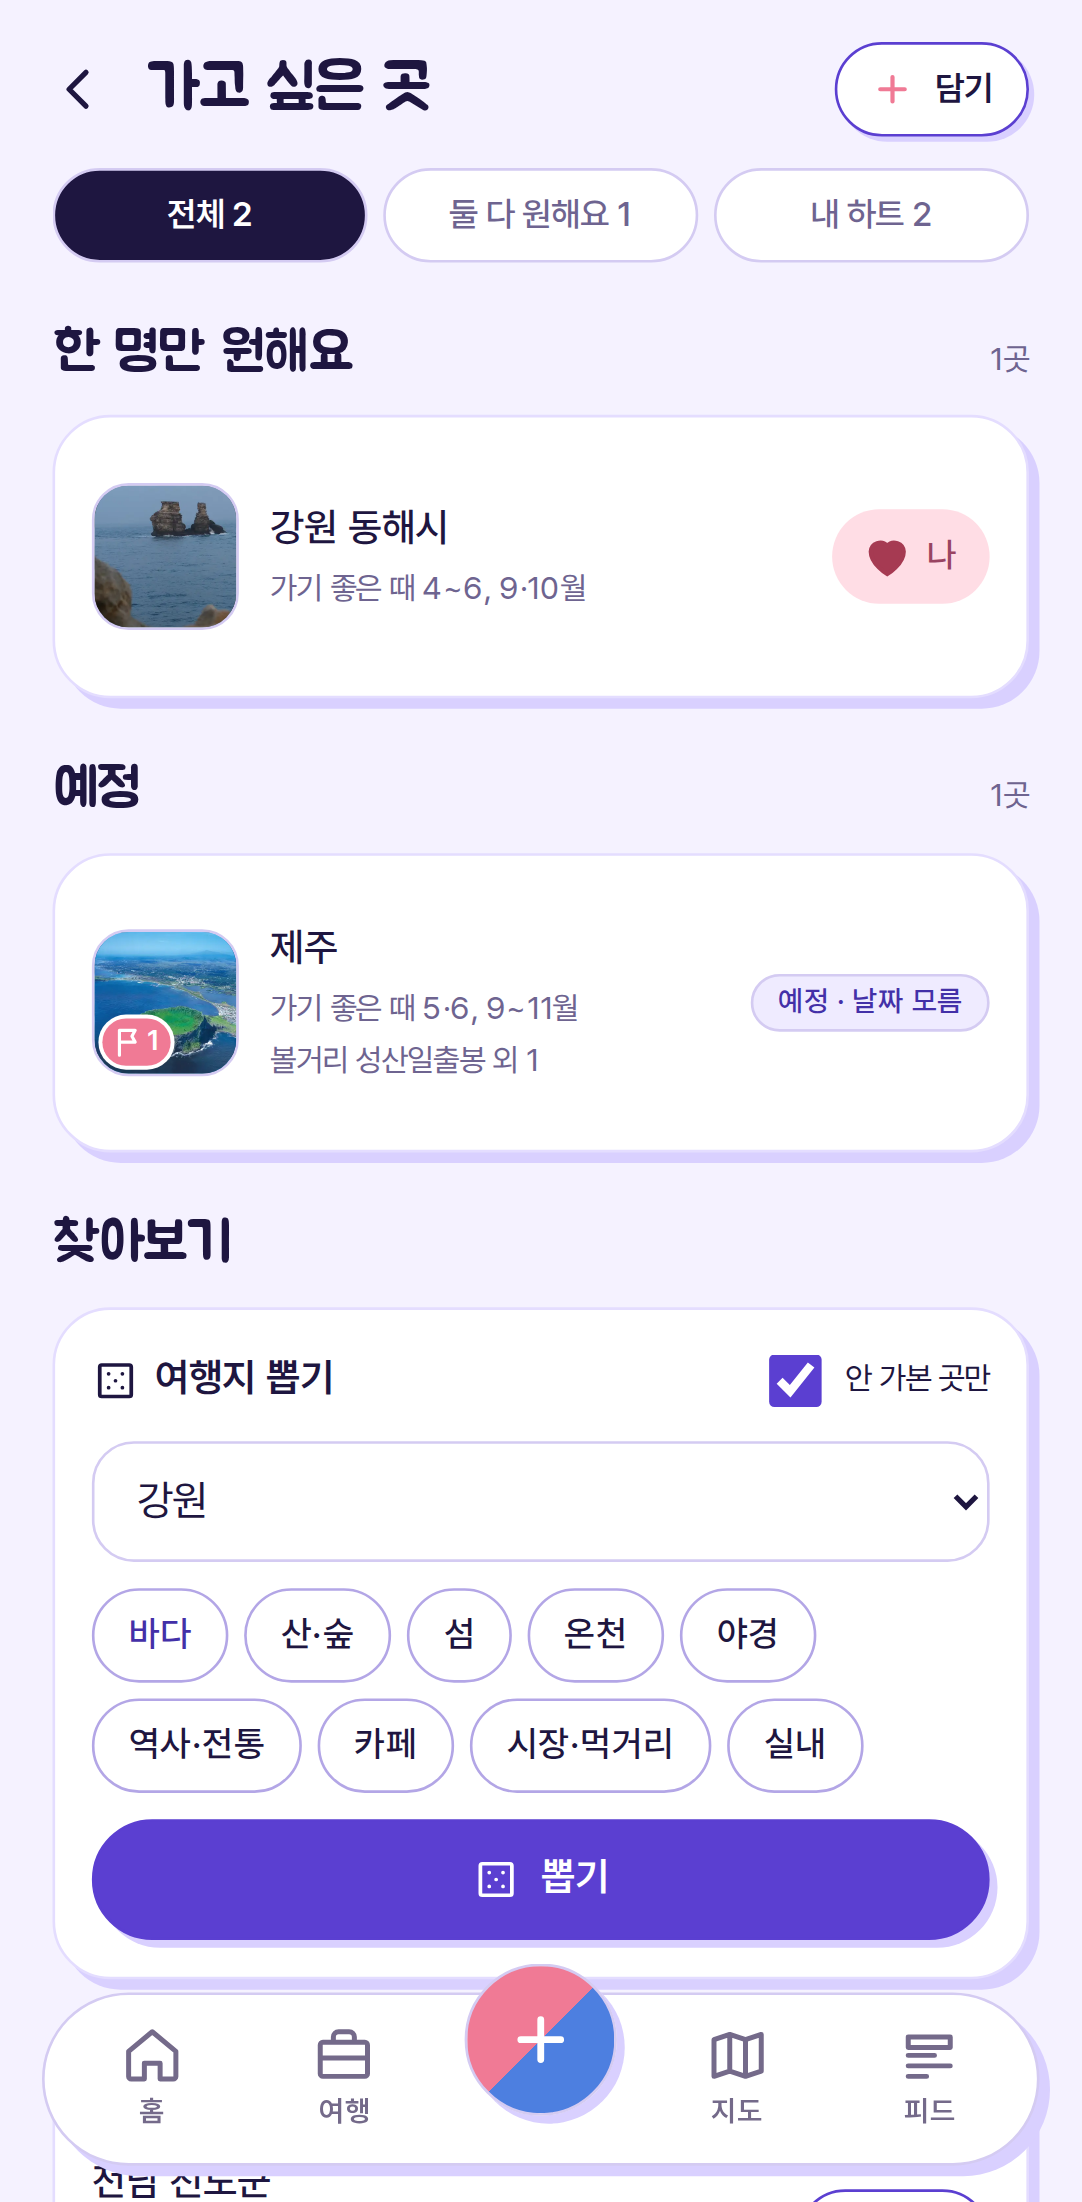 가고 싶은 곳
담기
전체 2
둘 다 원해요 1
내 하트 2
한 명만 원해요
1곳
강원 동해시
가기 좋은 때 4~6, 9·10월
나
예정
1곳
제주
가기 좋은 때 5·6, 9~11월
볼거리 성산일출봉 외 1
1
예정 · 날짜 모름
찾아보기
여행지 뽑기
안 가본 곳만
강원
바다
산·숲
섬
온천
야경
역사·전통
카페
시장·먹거리
실내
뽑기
홈
여행
지도
피드